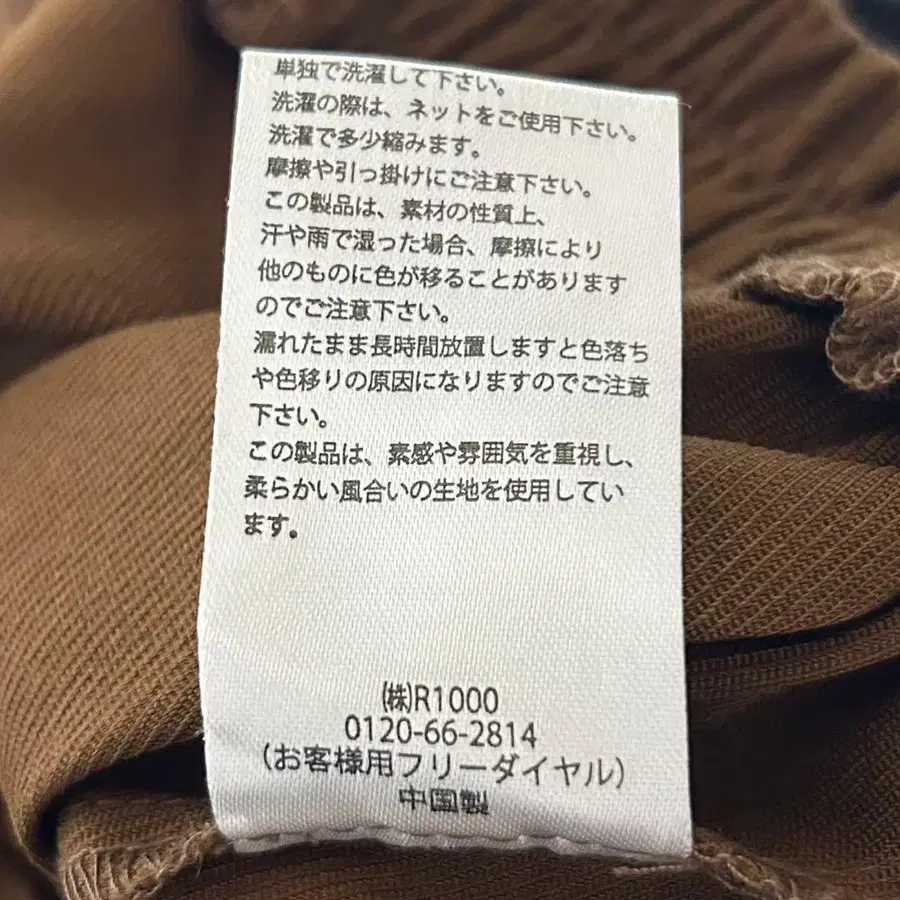 単独で洗濯して下さい。
洗濯の際は、ネットをご使用下さい。
洗濯で多少縮みます。
摩擦や引っ掛けにご注意下さい。
この製品は、素材の性質上、
汗や雨で湿った場合、摩擦により
他のものに色が移ることがあります
のでご注意下さい。
漏れたまま長時間放置しますと色落ち
や色移りの原因になりますのでご注意
下さい。
この製品は、素感や雰囲気を重視し、
柔らかい風合いの生地を使用してい
ます。
㈱R1000
0120-66-2814
(お客様用フリーダイヤル)
中国製